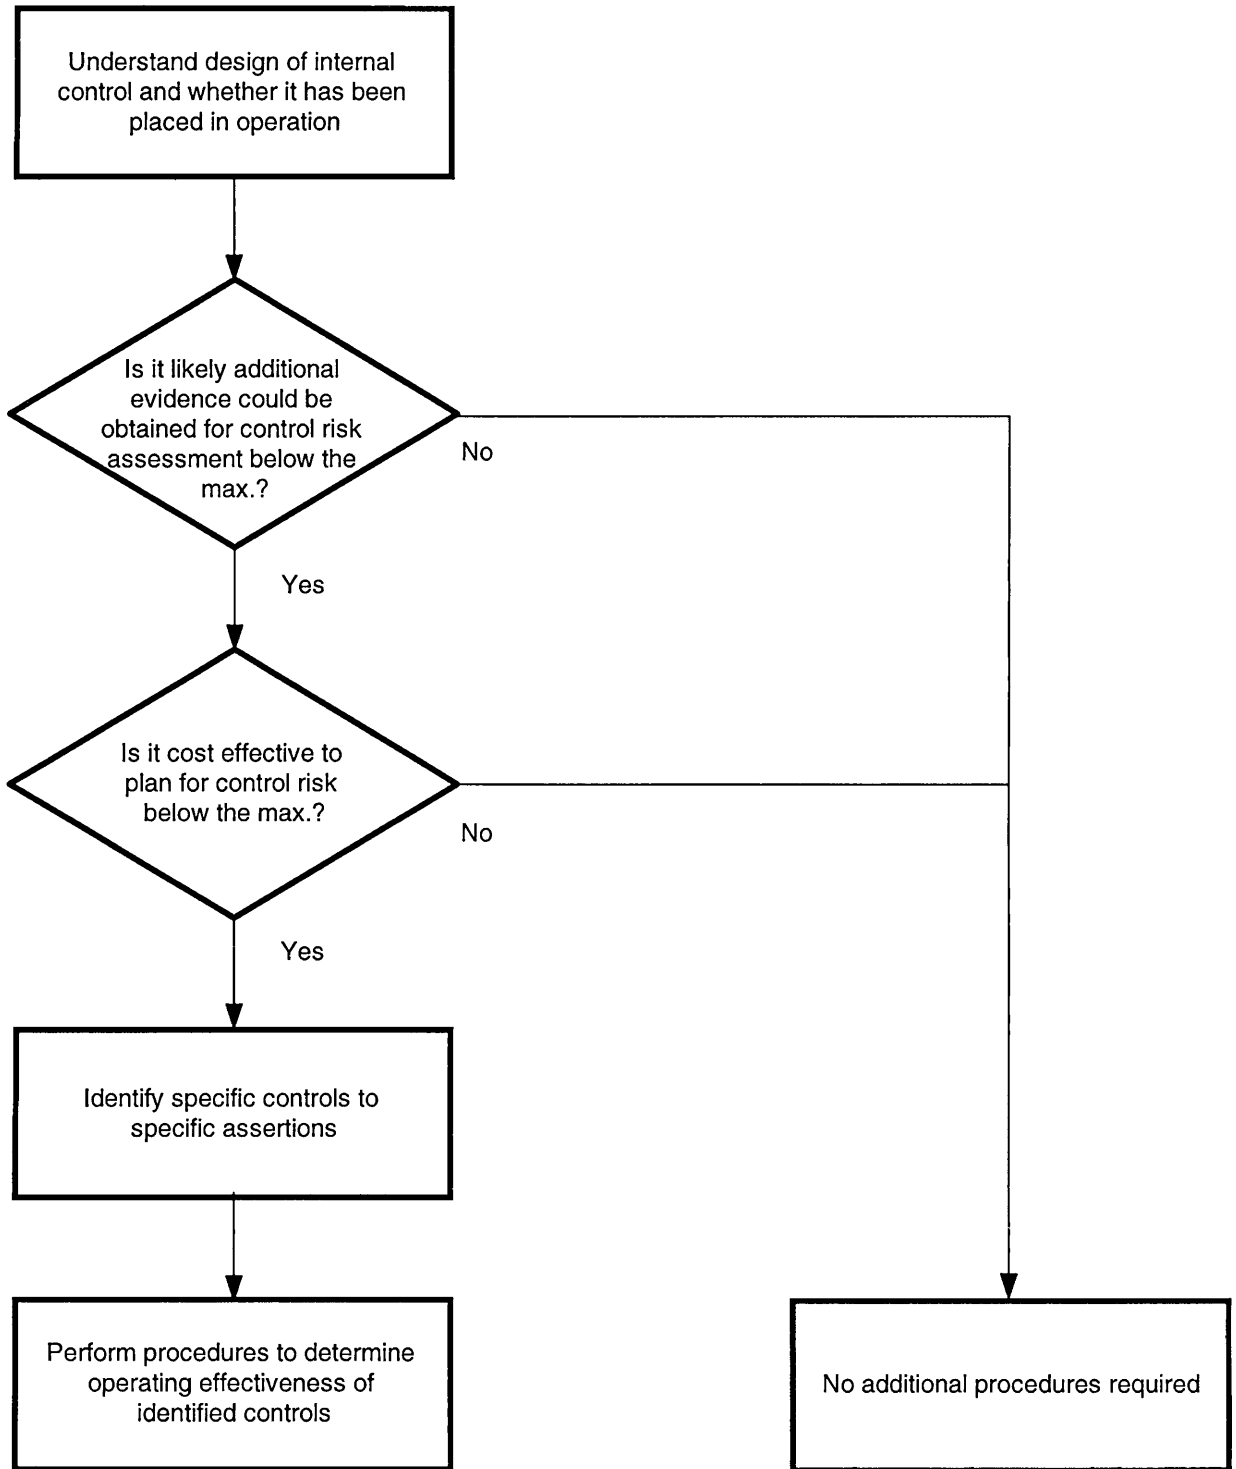 Understand design of internal
control and whether it has been
placed in operation
Is it likely additional
evidence could be
obtained for control risk
assessment below the
max.?
No
Yes
Is it cost effective to
plan for control risk
below the max.?
No
Yes
Identify specific controls to
specific assertions
Perform procedures to determine
operating effectiveness of
identified controls
No additional procedures required